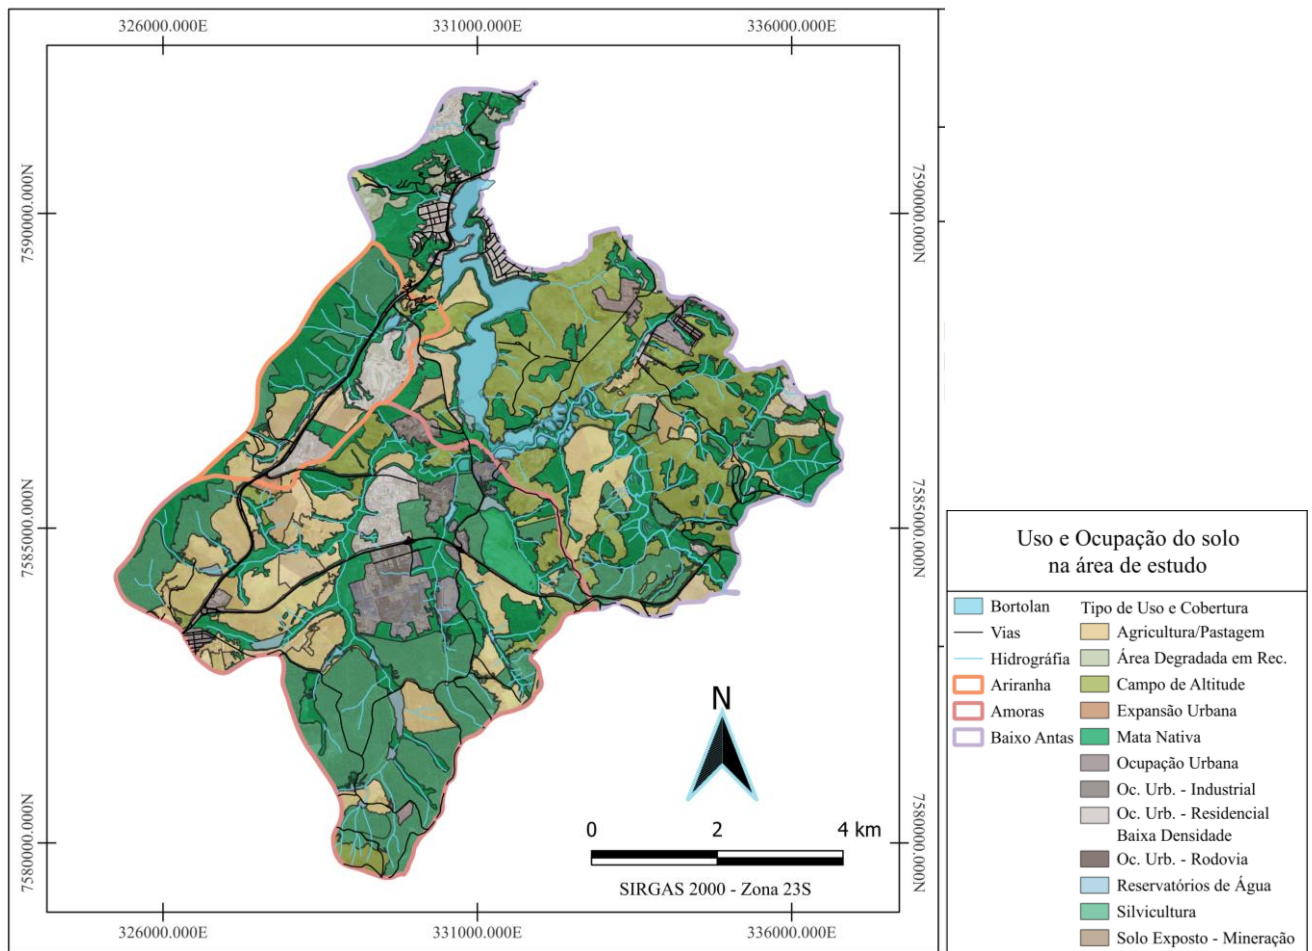 326000.000E
331000.000E
336000.000E
7590000.000N
7590000.000N
7585000.000N
7585000.000N
7580000.000N
7580000.000N
N
0
2
4 km
SIRGAS 2000 - Zona 23S
326000.000E
331000.000E
336000.000E
Uso e Ocupação do solo
na área de estudo
Bortolan
Vias
Hidrográfia
Ariranha
Amoras
Baixo Antas
Tipo de Uso e Cobertura
Agricultura/Pastagem
Área Degradada em Rec.
Campo de Altitude
Expansão Urbana
Mata Nativa
Ocupação Urbana
Oc. Urb. - Industrial
Oc. Urb. - Residencial
Baixa Densidade
Oc. Urb. - Rodovia
Reservatórios de Água
Silvicultura
Solo Exposto - Mineração